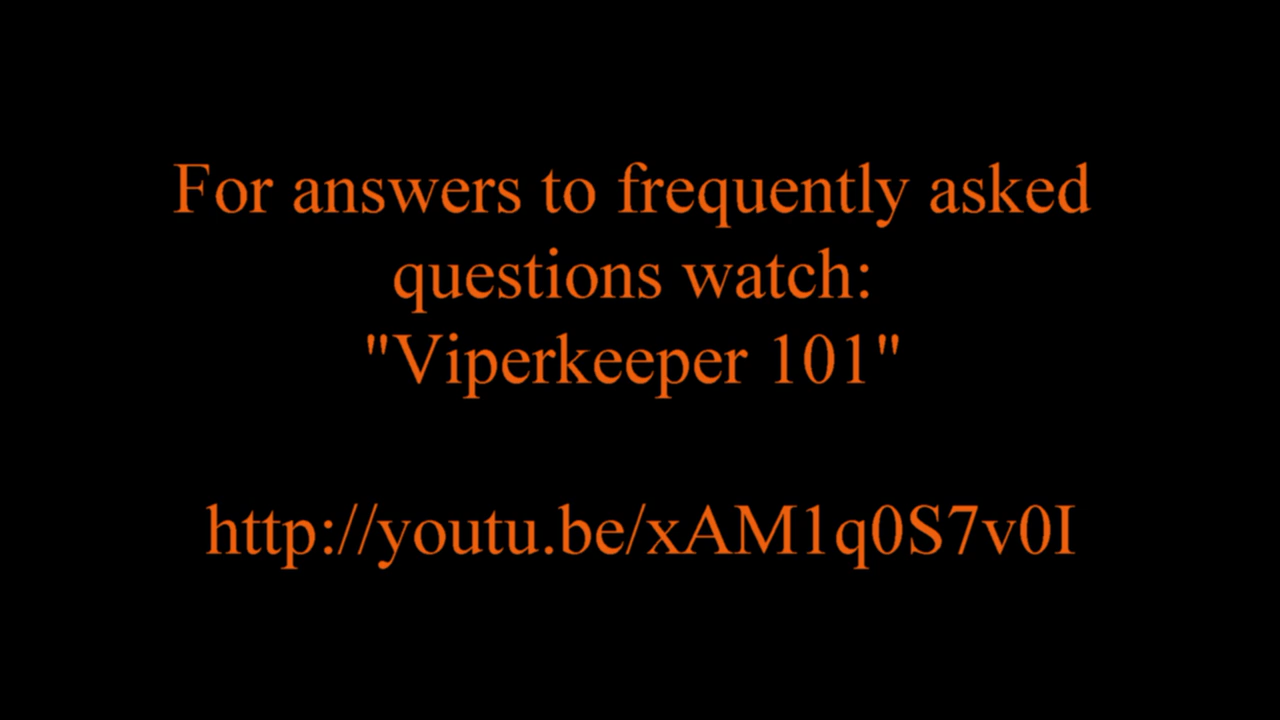 For answers to frequently asked
questions watch:
"Viperkeeper 101"
http://youtu.be/xAM1q0S7v0I